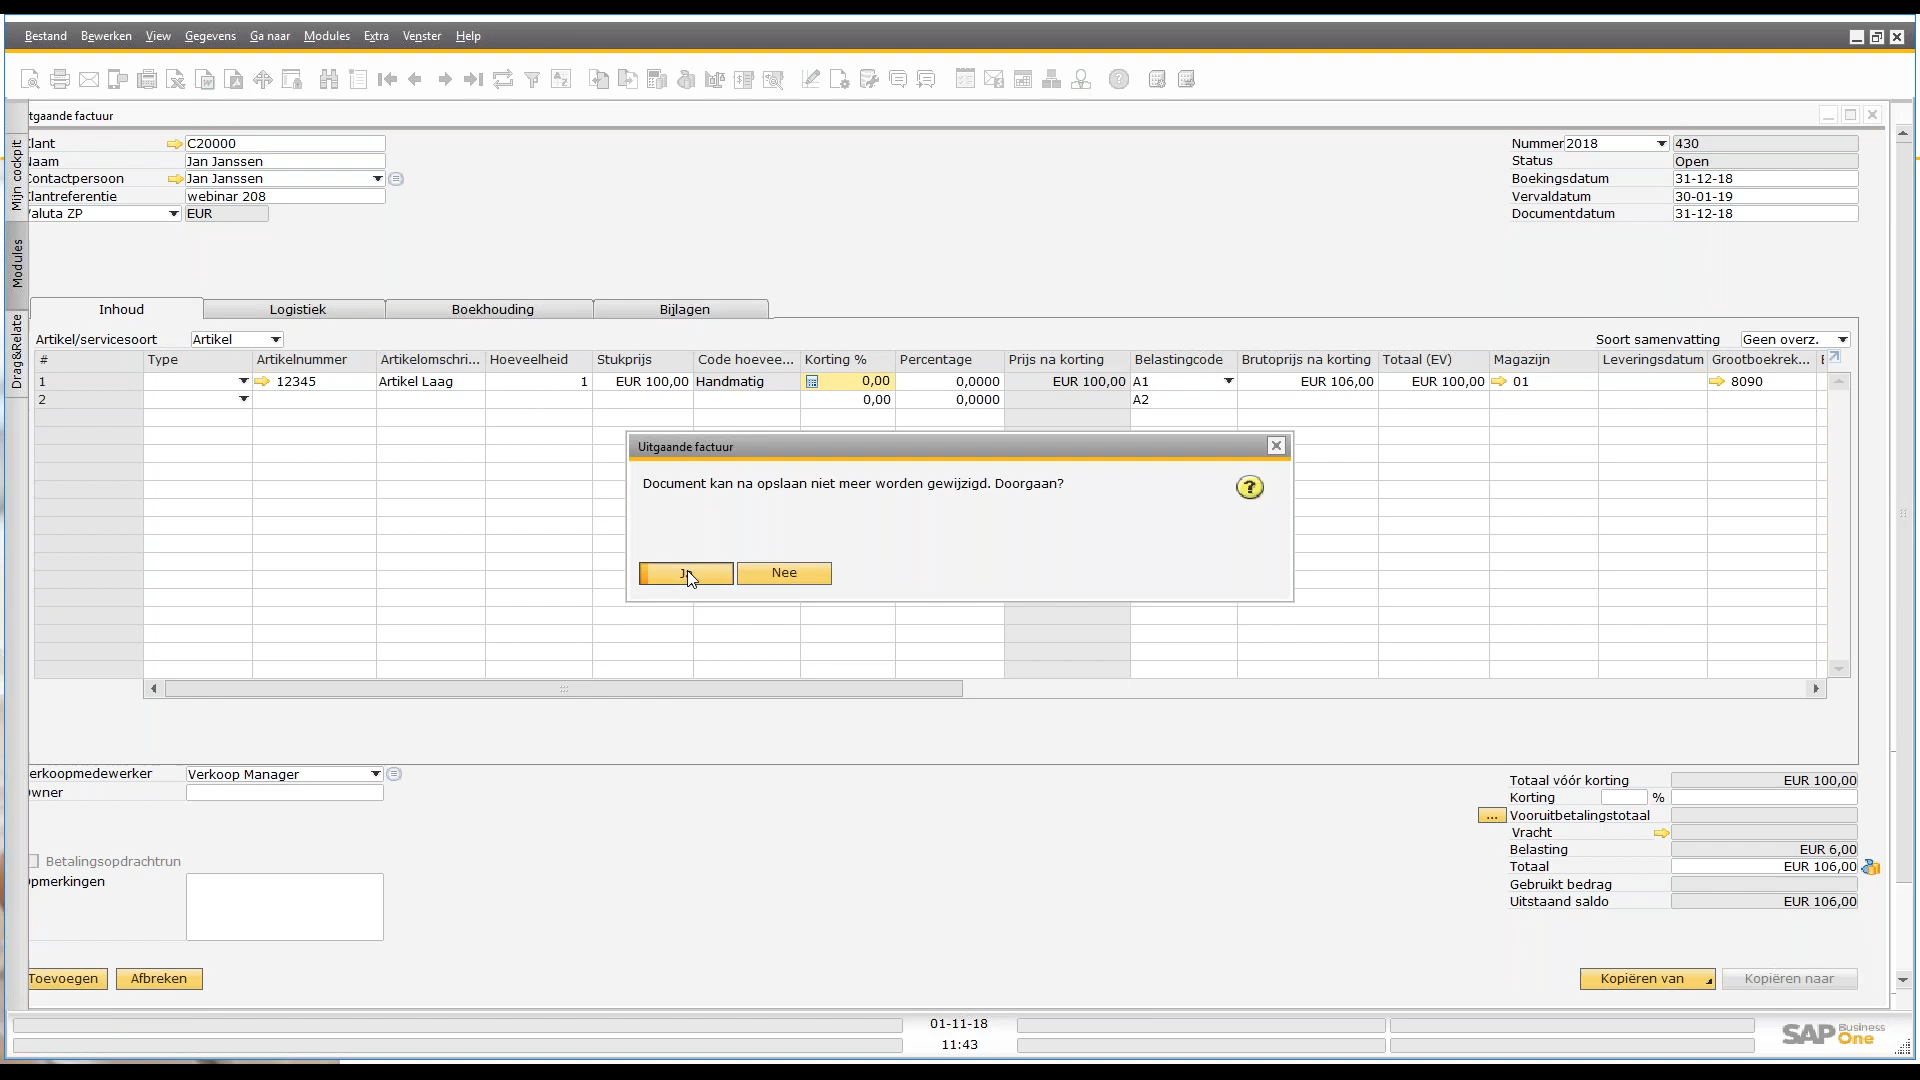 Bestand Bewerken View Gegevens Ga naar Modules Extra Venster Help
tgaande factuur
Mijn cockpit
Modules
Drag&Relate
Klant C20000
Naam Jan Janssen
Contactpersoon Jan Janssen
Klantreferentie webinar 208
Valuta ZP EUR
Nummer 2018 430
Status Open
Boekingsdatum 31-12-18
Vervaldatum 30-01-19
Documentdatum 31-12-18
Inhoud Logistiek Boekhouding Bijlagen
Artikel/servicesoort Artikel Soort samenvatting Geen overz.
# Type Artikelnummer Artikelomschri... Hoeveelheid Stukprijs Code hoevee... Korting % Percentage Prijs na korting Belastingcode Brutoprijs na korting Totaal (EV) Magazijn Leveringsdatum Grootboekrek...
1 12345 Artikel Laag 1 EUR 100,00 Handmatig 0,00 0,0000 EUR 100,00 A1 EUR 106,00 EUR 100,00 01 8090
2 0,00 0,0000 A2
Uitgaande factuur
Document kan na opslaan niet meer worden gewijzigd. Doorgaan?
Ja Nee
erkoopmedewerker Verkoop Manager
Owner
Betalingsopdrachtrun
Opmerkingen
Totaal vóór korting EUR 100,00
Korting %
... Vooruitbetalingstotaal
Vracht
Belasting EUR 6,00
Totaal EUR 106,00
Gebruikt bedrag
Uitstaand saldo EUR 106,00
Toevoegen Afbreken Kopiëren van Kopiëren naar
01-11-18
11:43
SAP Business One